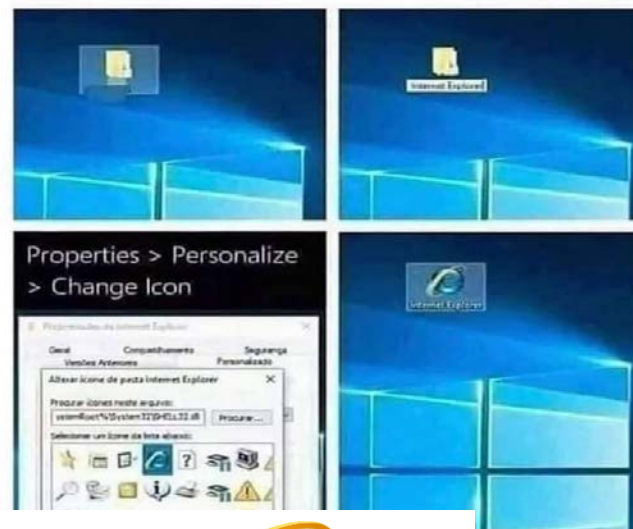 Internet Explorer
Properties > Personalize
> Change Icon
Propriedades de Internet Explorer
Geral
Compartilhamento
Segurança
Versões Anteriores
Personalizado
Alterar ícone de pasta Internet Explorer
Procurar ícones neste arquivo:
Procurar...
Selecionar um ícone da lista abaixo:
Internet Explorer